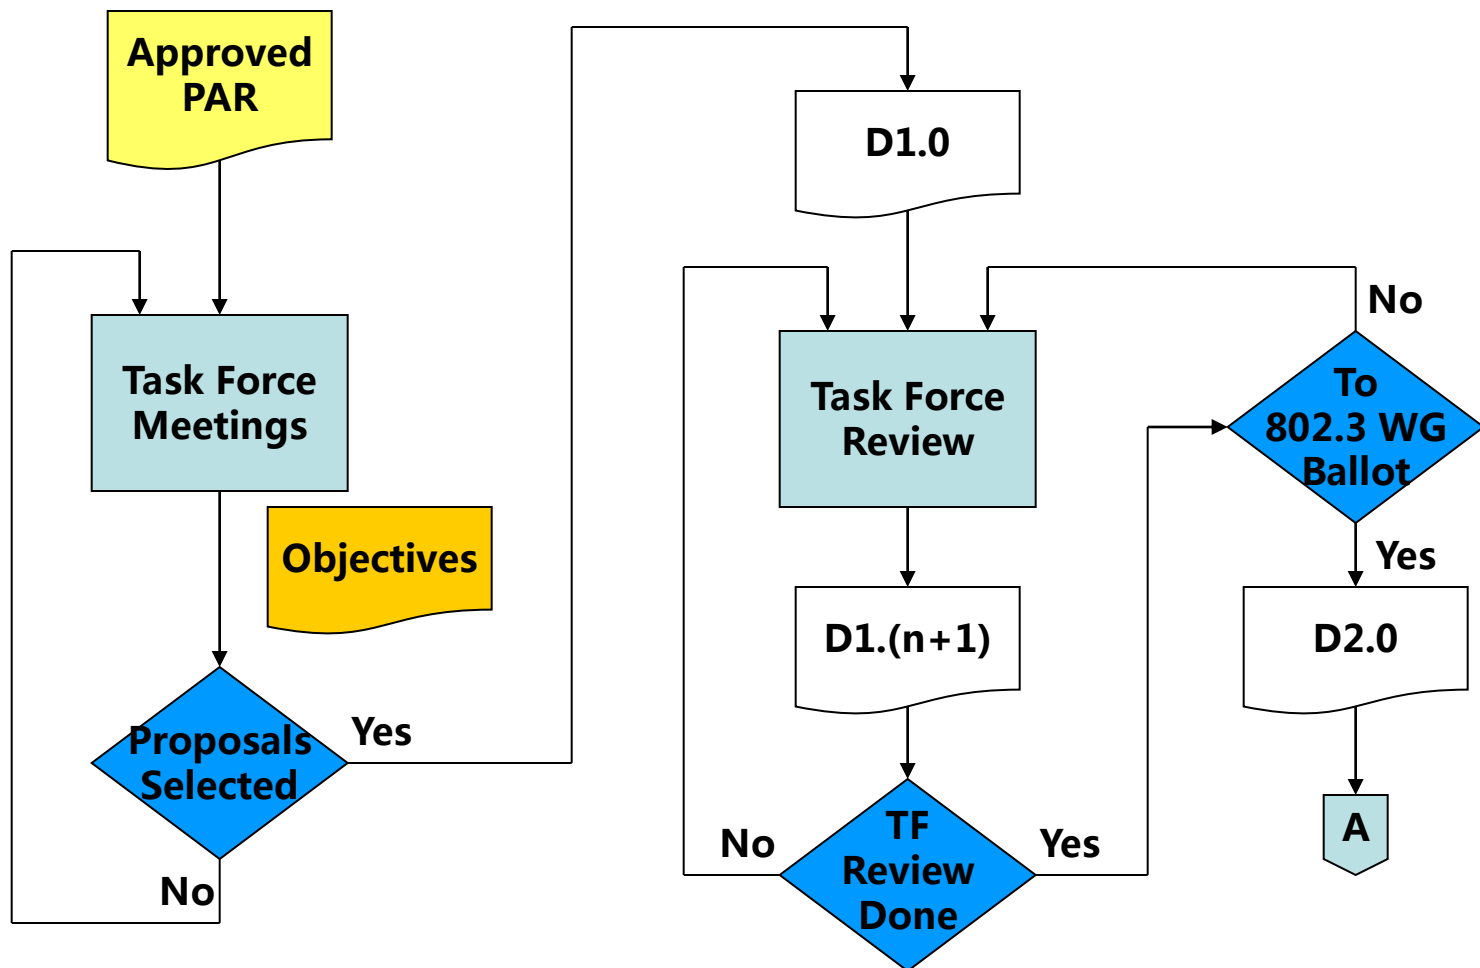 Approved
PAR
Task Force
Meetings
Objectives
Proposals
Selected
Yes
No
D1.0
Task Force
Review
D1.(n+1)
TF
Review
Done
No
Yes
To
802.3 WG
Ballot
No
Yes
D2.0
A